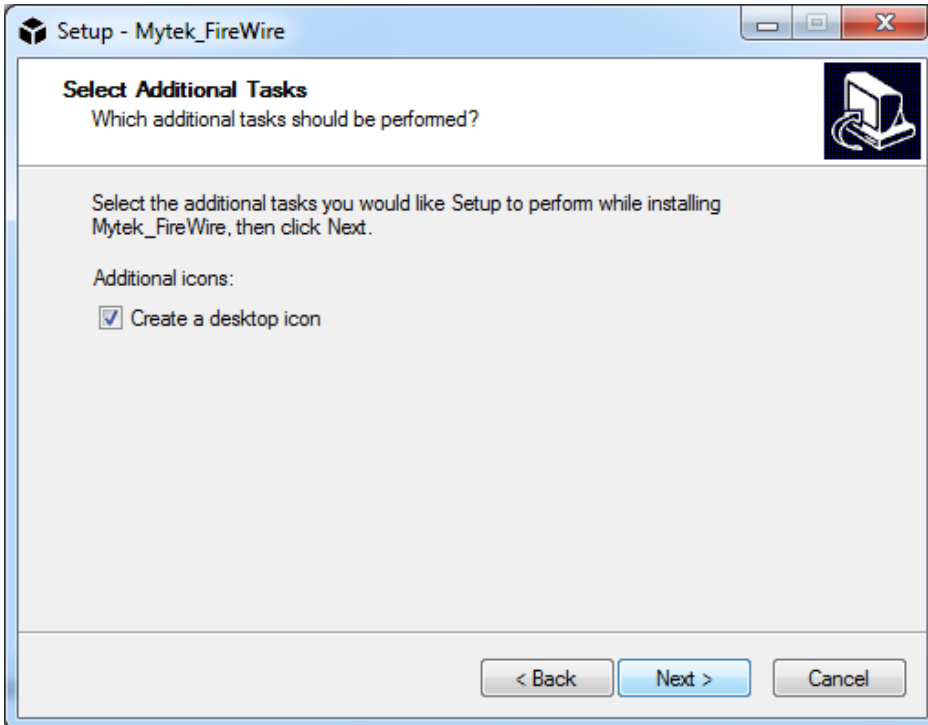 Setup - Mytek_FireWire
Select Additional Tasks
Which additional tasks should be performed?
Select the additional tasks you would like Setup to perform while installing
Mytek_FireWire, then click Next.
Additional icons:
Create a desktop icon
< Back Next > Cancel